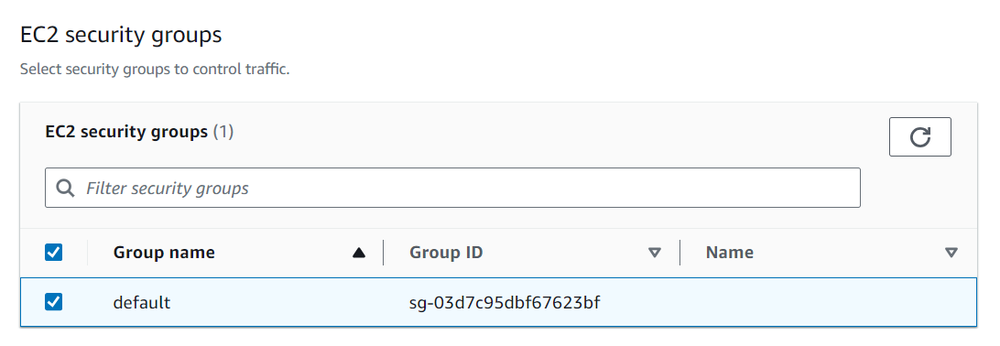 EC2 security groups
Select security groups to control traffic.
EC2 security groups (1)
Filter security groups
Group name Group ID Name
default sg-03d7c95dbf67623bf